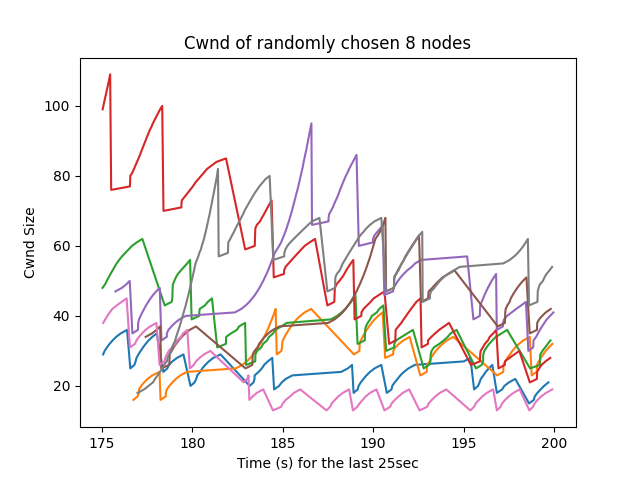 Cwnd of randomly chosen 8 nodes
Cwnd Size
100
80
60
40
20
175 180 185 190 195 200
Time (s) for the last 25sec